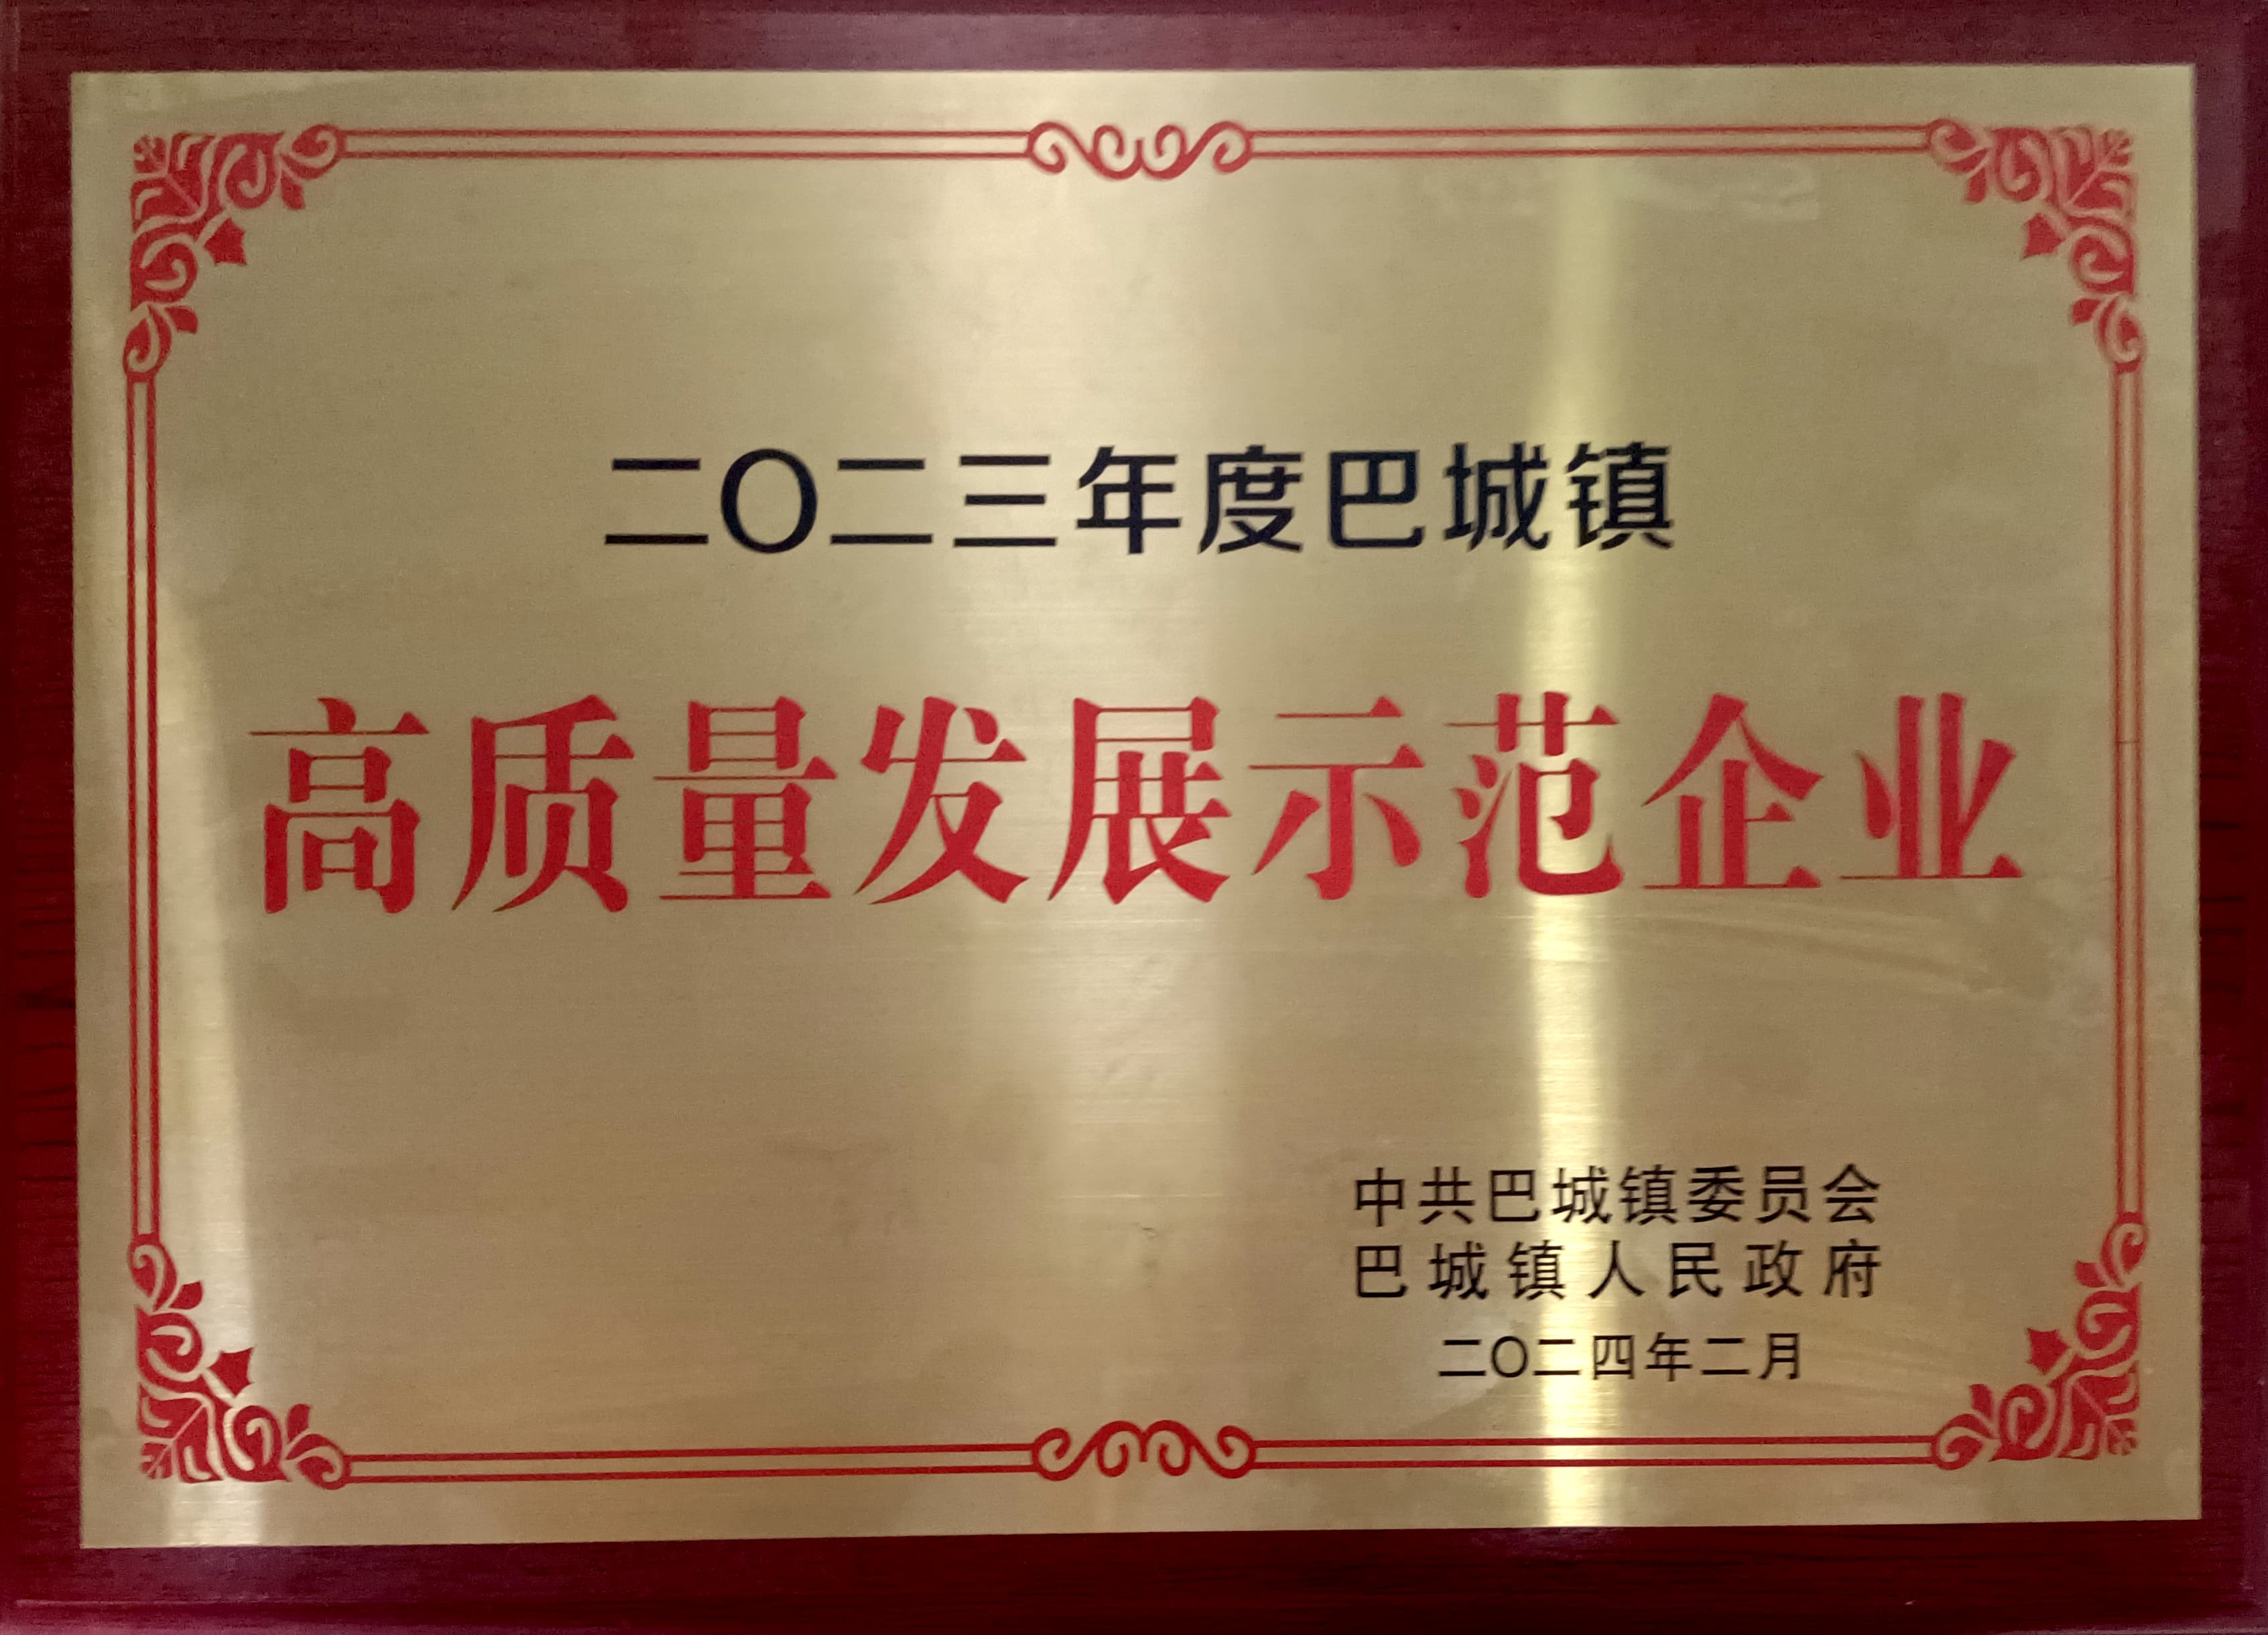 二〇二三年度巴城镇
高质量发展示范企业
中共巴城镇委员会
巴城镇人民政府
二〇二四年二月